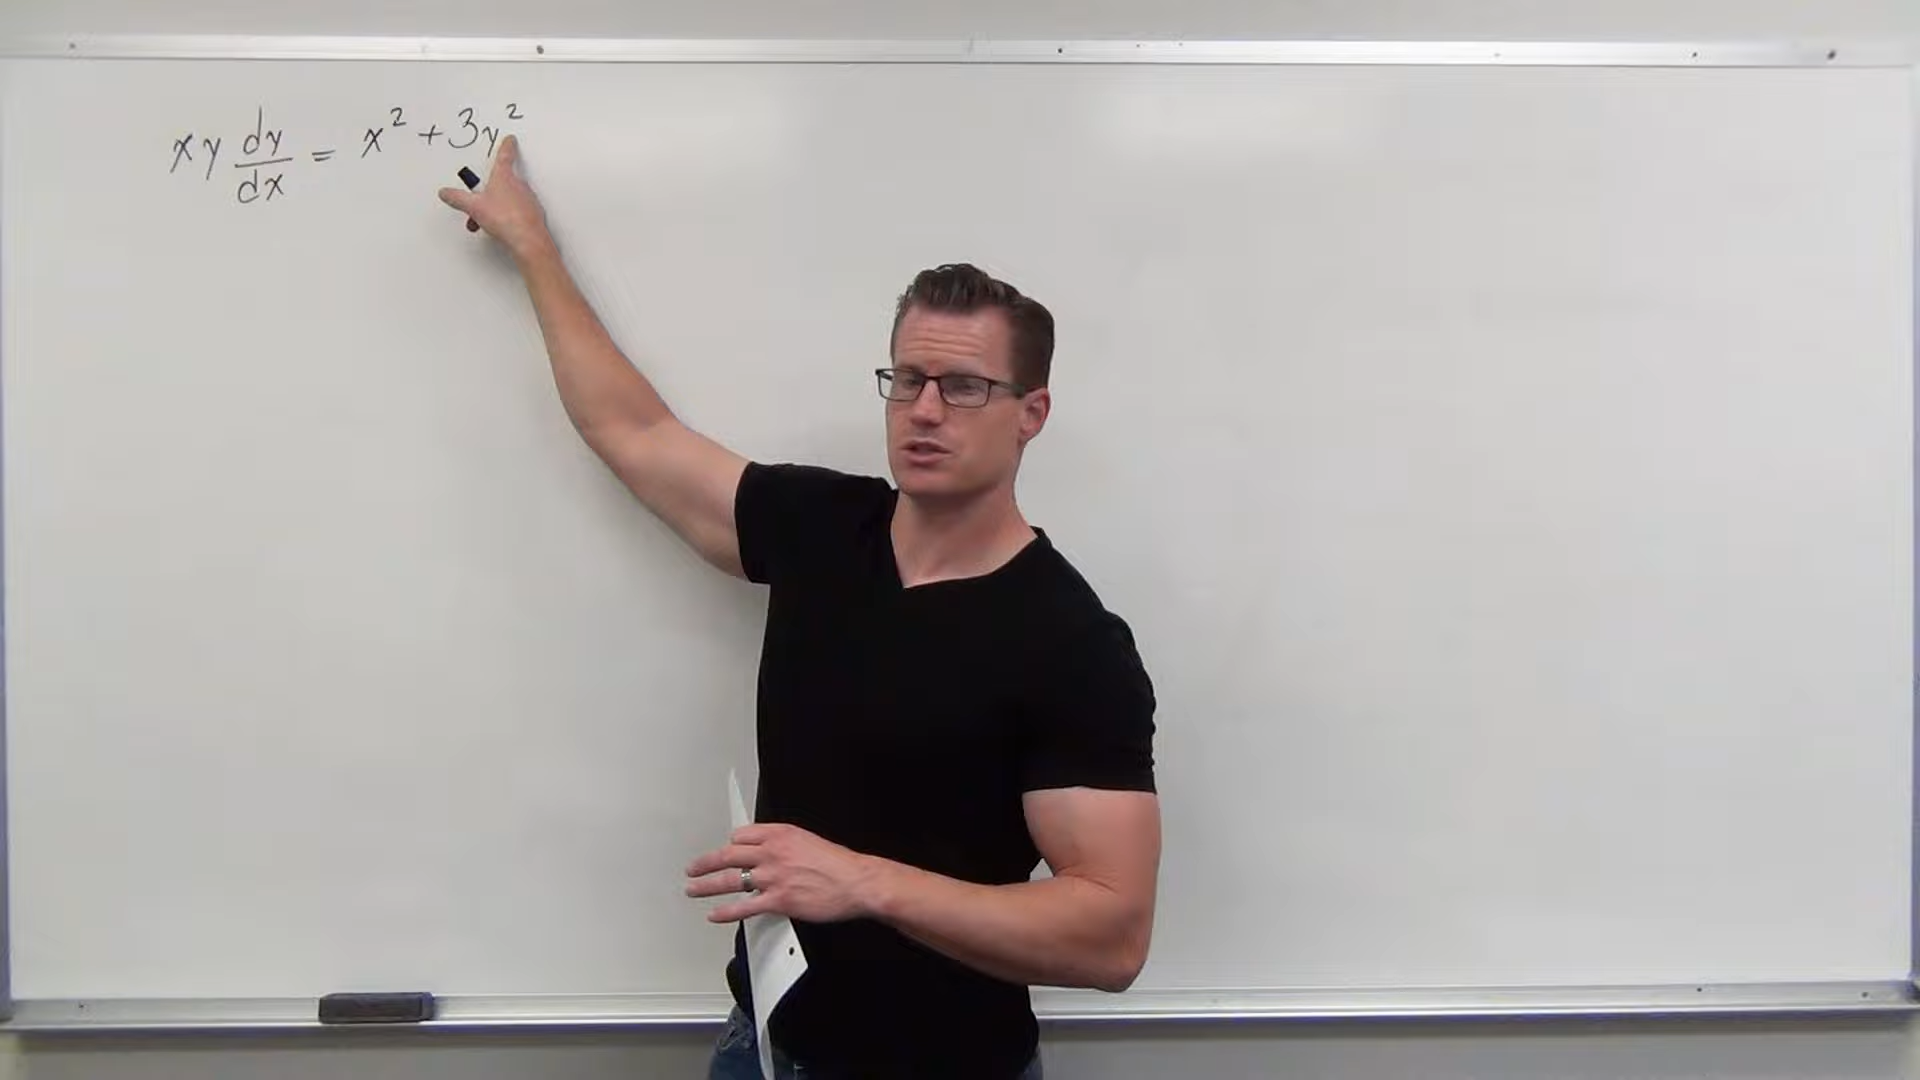 xy dy/dx = x² + 3y²